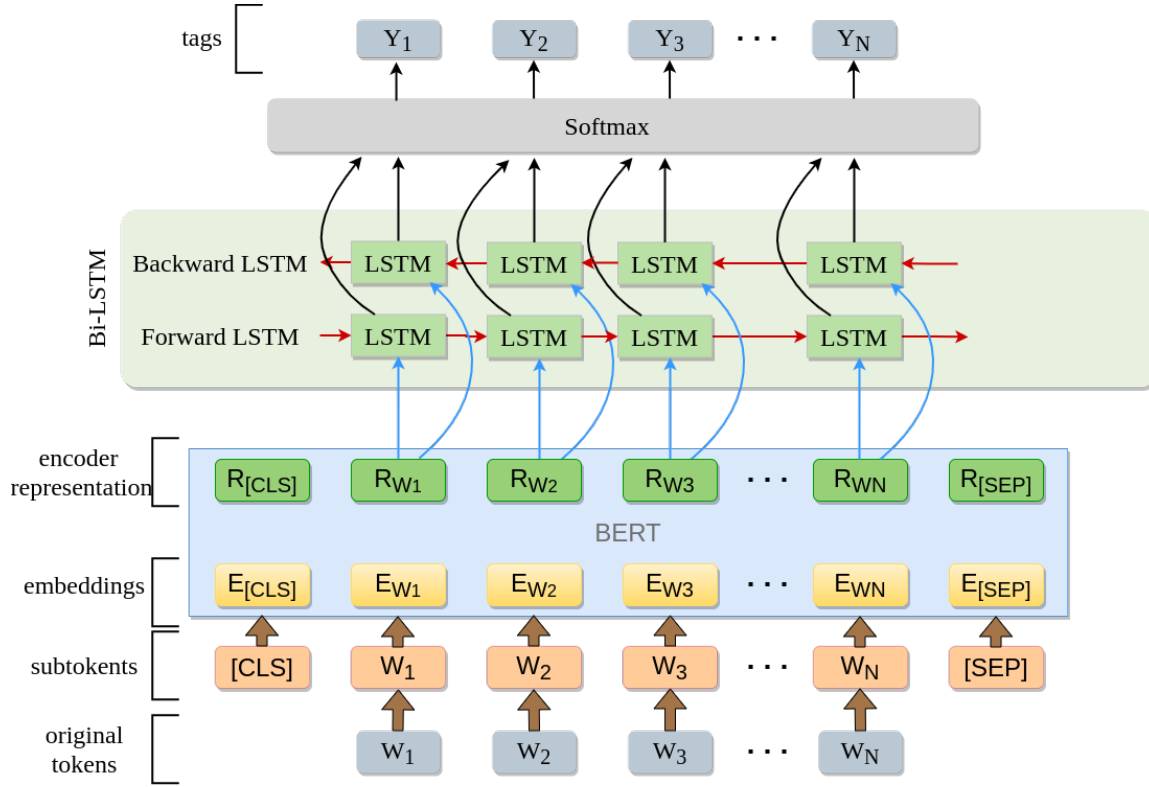 tags
Y1 Y2 Y3 ... YN
Softmax
Bi-LSTM
Backward LSTM LSTM LSTM LSTM LSTM
Forward LSTM LSTM LSTM LSTM LSTM
encoder
representation
R[CLS] RW1 RW2 RW3 ... RWN R[SEP]
BERT
embeddings
E[CLS] EW1 EW2 EW3 ... EWN E[SEP]
subtokents
[CLS] W1 W2 W3 ... WN [SEP]
original
tokens
W1 W2 W3 ... WN